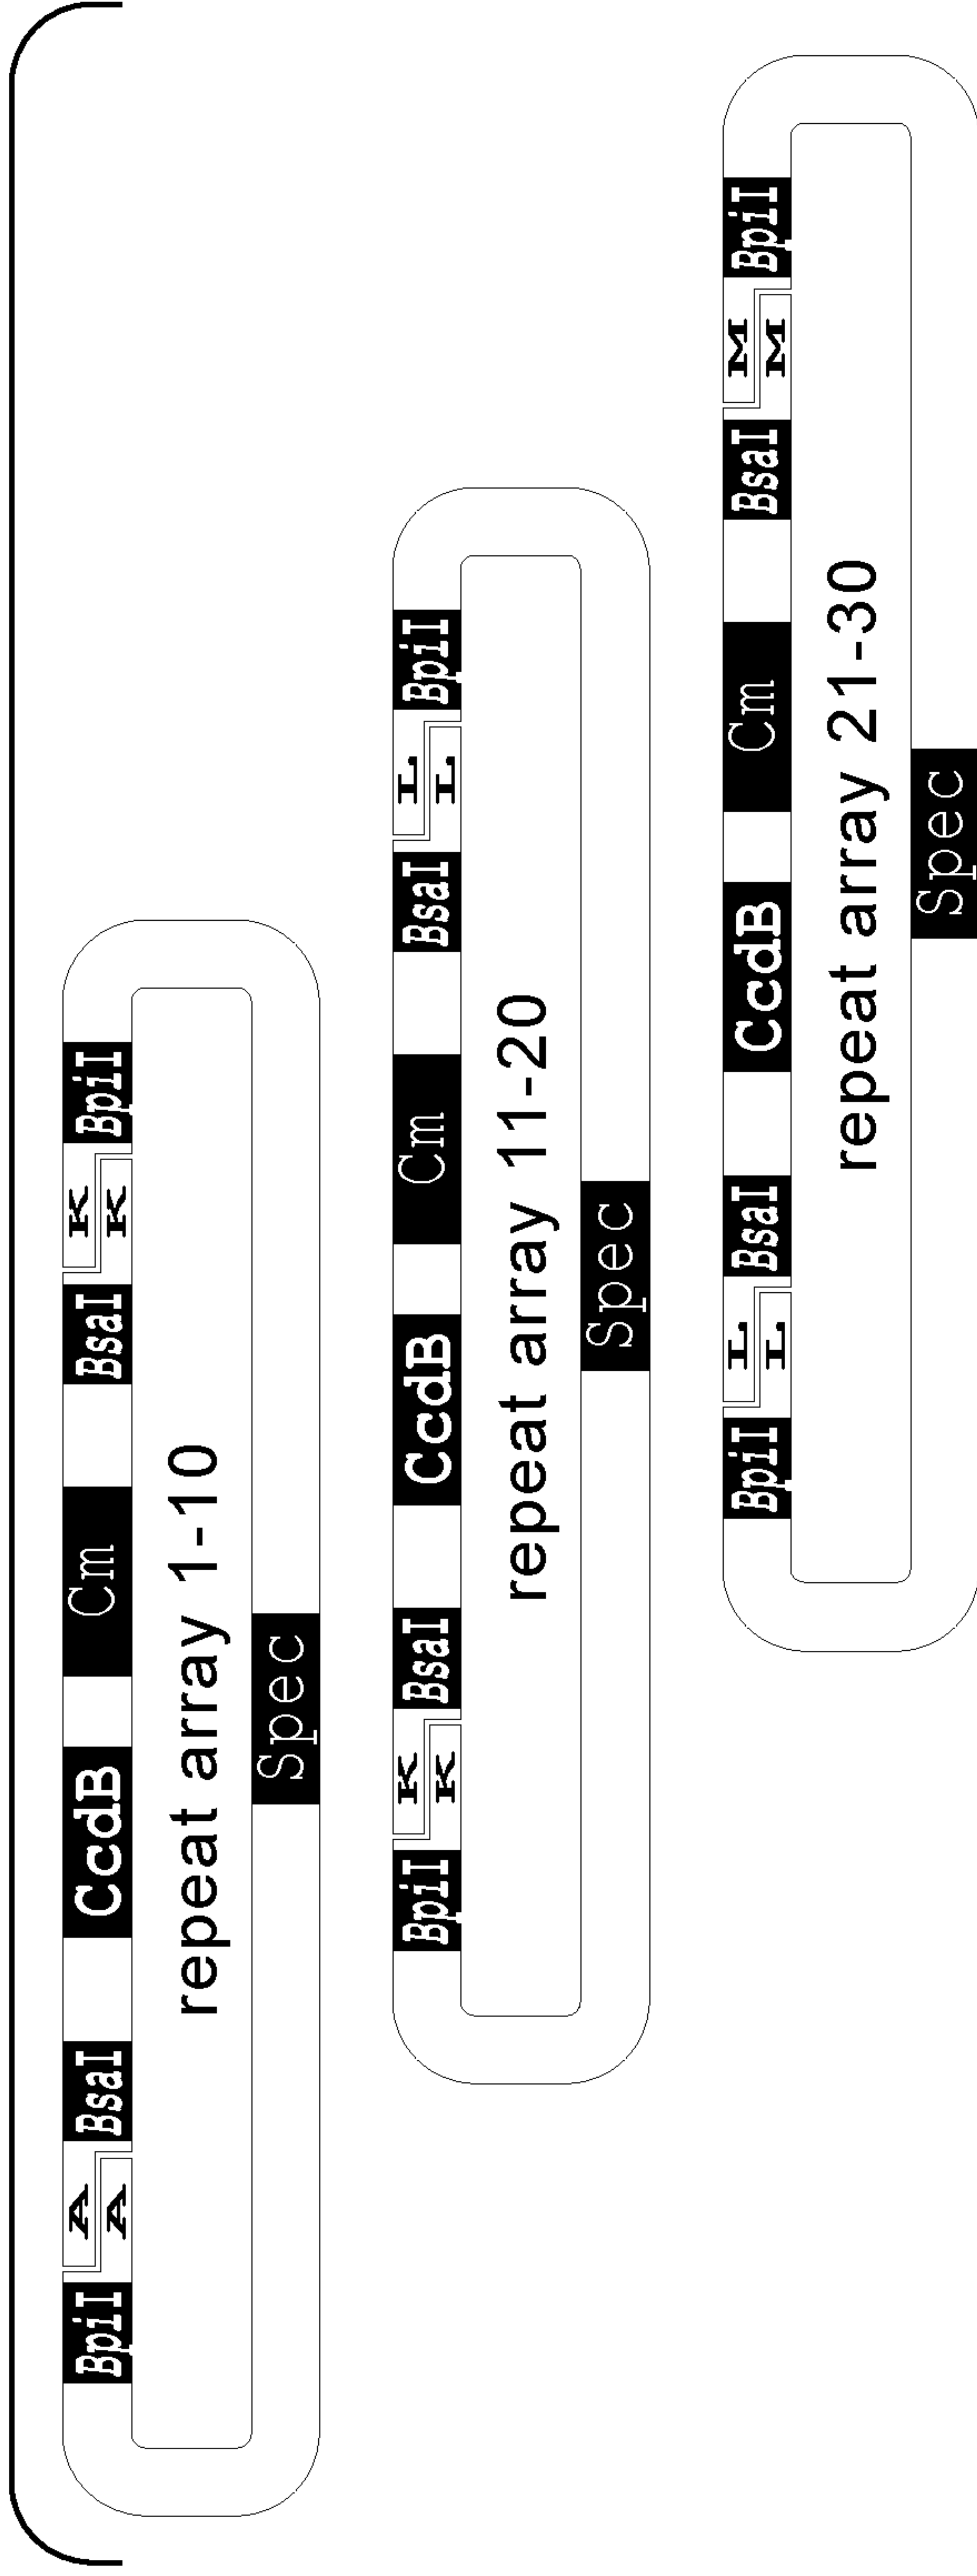 BpiI A BsaI CcdB Cm BsaI K BpiI
A K
repeat array 1-10
Spec
BpiI K BsaI CcdB Cm BsaI L BpiI
K L
repeat array 11-20
Spec
BpiI L BsaI CcdB Cm BsaI M BpiI
L M
repeat array 21-30
Spec